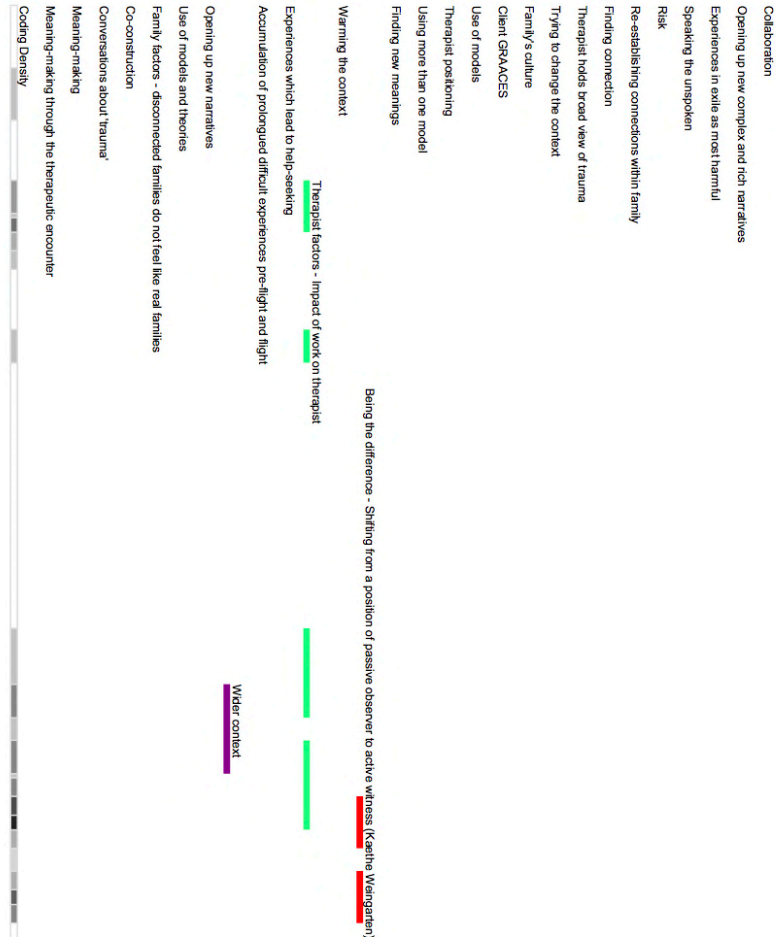 Collaboration
Opening up new complex and rich narratives
Experiences in exile as most harmful
Speaking the unspoken
Risk
Re-establishing connections within family
Finding connection
Therapist holds broad view of trauma
Trying to change the context
Family's culture
Client GRAACES
Use of models
Therapist positioning
Using more than one model
Finding new meanings
Being the difference - Shifting from a position of passive observer to active witness (Kaethe Weingarten)
Warming the context
Therapist factors - Impact of work on therapist
Experiences which lead to help-seeking
Accumulation of prolongued difficult experiences pre-flight and flight
Wider context
Opening up new narratives
Use of models and theories
Family factors - disconnected families do not feel like real families
Co-construction
Conversations about 'trauma'
Meaning-making
Meaning-making through the therapeutic encounter
Coding Density